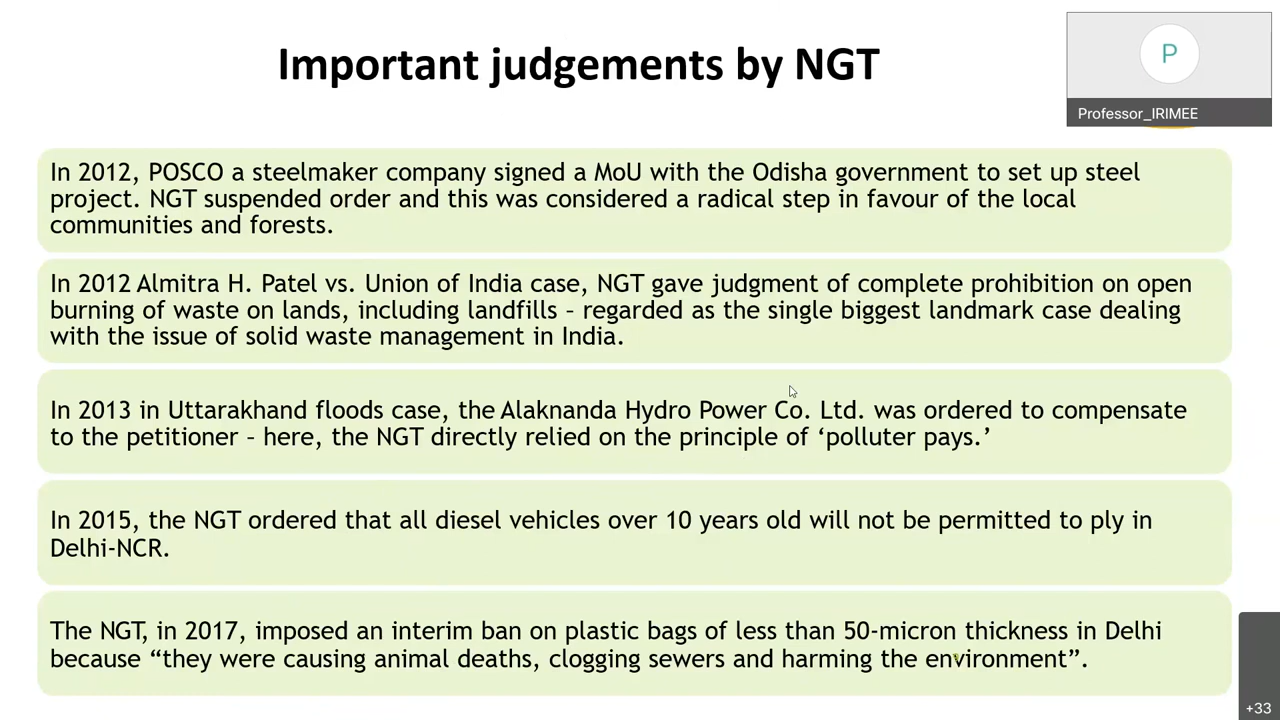 Important judgements by NGT
P
Professor_IRIMEE
In 2012, POSCO a steelmaker company signed a MoU with the Odisha government to set up steel
project. NGT suspended order and this was considered a radical step in favour of the local
communities and forests.
In 2012 Almitra H. Patel vs. Union of India case, NGT gave judgment of complete prohibition on open
burning of waste on lands, including landfills – regarded as the single biggest landmark case dealing
with the issue of solid waste management in India.
In 2013 in Uttarakhand floods case, the Alaknanda Hydro Power Co. Ltd. was ordered to compensate
to the petitioner – here, the NGT directly relied on the principle of ‘polluter pays.’
In 2015, the NGT ordered that all diesel vehicles over 10 years old will not be permitted to ply in
Delhi-NCR.
The NGT, in 2017, imposed an interim ban on plastic bags of less than 50-micron thickness in Delhi
because “they were causing animal deaths, clogging sewers and harming the environment”.
+33